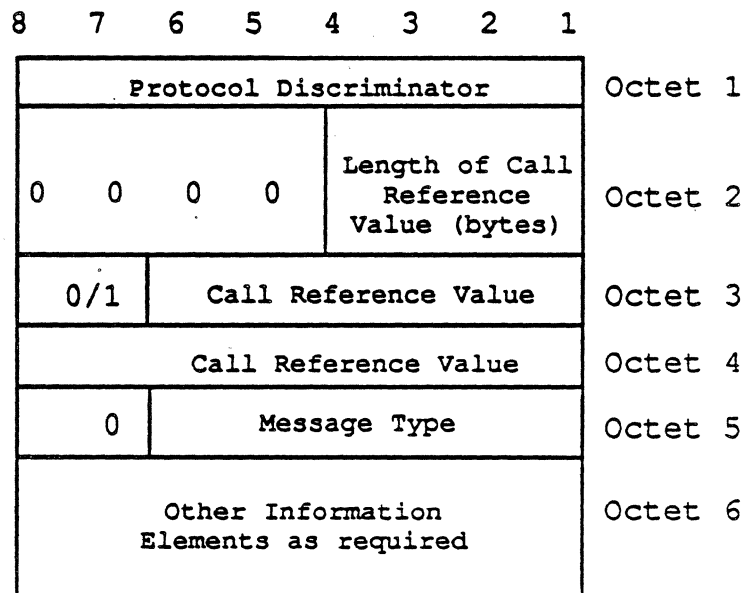 8 7 6 5 4 3 2 1
Protocol Discriminator Octet 1
0 0 0 0
Length of Call
Reference
Value (bytes)
Octet 2
0/1 Call Reference Value Octet 3
Call Reference Value Octet 4
0 Message Type Octet 5
Other Information
Elements as required
Octet 6